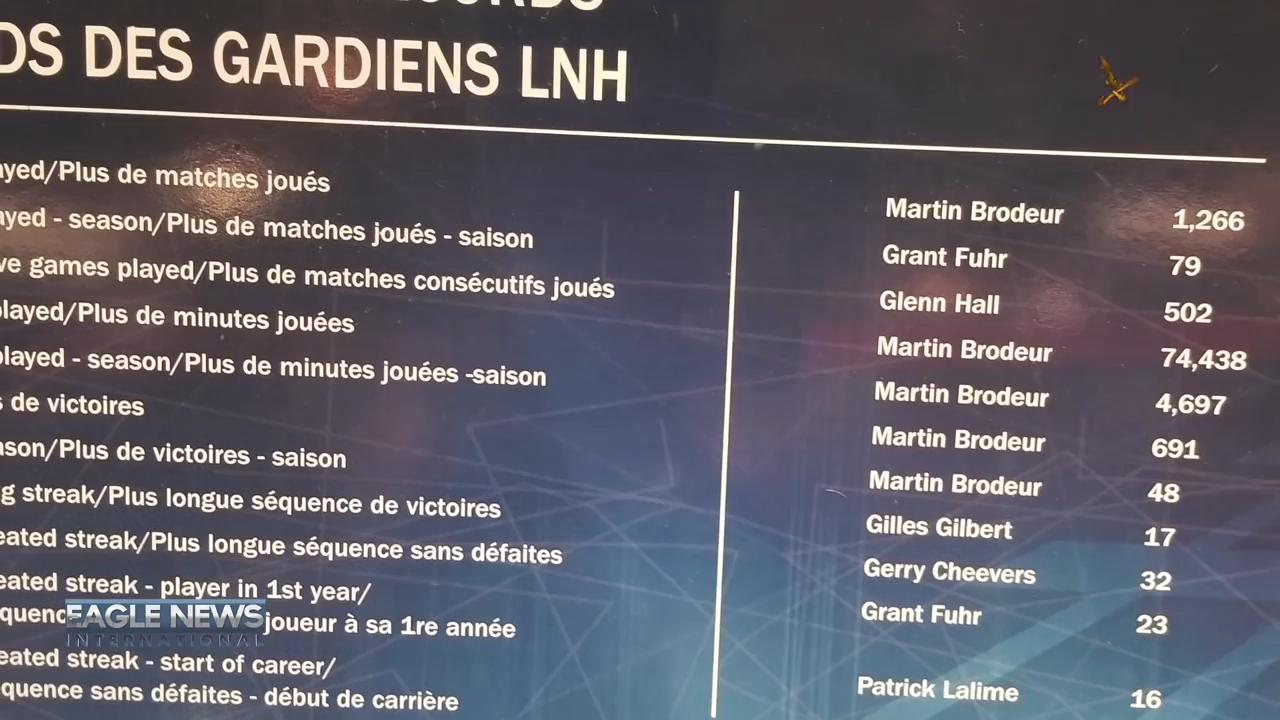 DS DES GARDIENS LNH
ayed/Plus de matches joués
Martin Brodeur 1,266
ayed - season/Plus de matches joués - saison
Grant Fuhr 79
ve games played/Plus de matches consécutifs joués
Glenn Hall 502
played/Plus de minutes jouées
Martin Brodeur 74,438
played - season/Plus de minutes jouées -saison
Martin Brodeur 4,697
s de victoires
Martin Brodeur 691
ason/Plus de victoires - saison
Martin Brodeur 48
g streak/Plus longue séquence de victoires
Gilles Gilbert 17
eated streak/Plus longue séquence sans défaites
Gerry Cheevers 32
eated streak - player in 1st year/
Grant Fuhr 23
quenc joueur à sa 1re année
eated streak - start of career/
Patrick Lalime 16
quence sans défaites - début de carrière
EAGLE NEWS
INTERNATIONAL